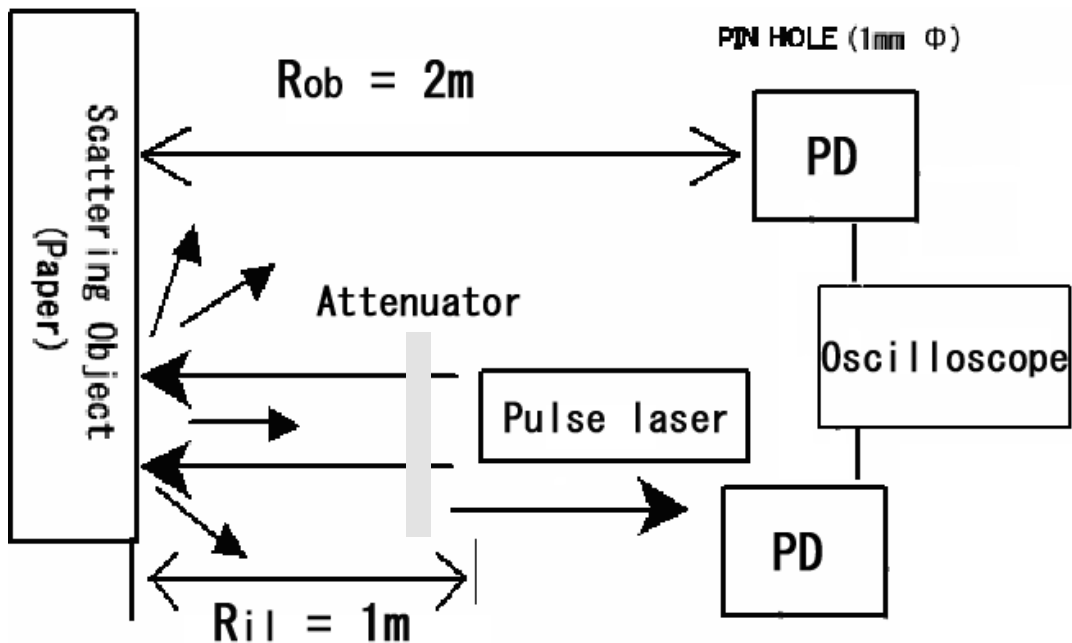 PIN HOLE (1mm Φ)
Rob = 2m
PD
Scattering Object
(Paper)
Attenuator
Oscilloscope
Pulse laser
PD
Ril = 1m